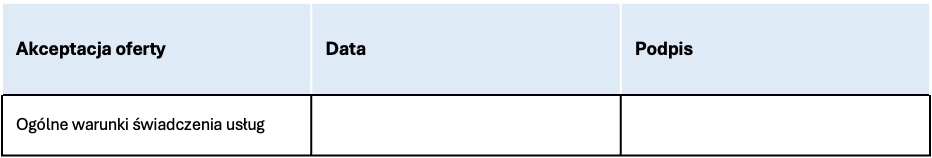 Akceptacja oferty Data Podpis
Ogólne warunki świadczenia usług